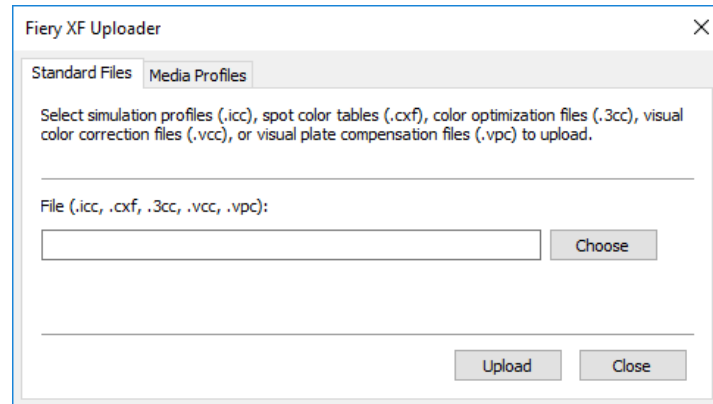 Fiery XF Uploader
Standard Files
Media Profiles
Select simulation profiles (.icc), spot color tables (.cxf), color optimization files (.3cc), visual
color correction files (.vcc), or visual plate compensation files (.vpc) to upload.
File (.icc, .cxf, .3cc, .vcc, .vpc):
Choose
Upload
Close